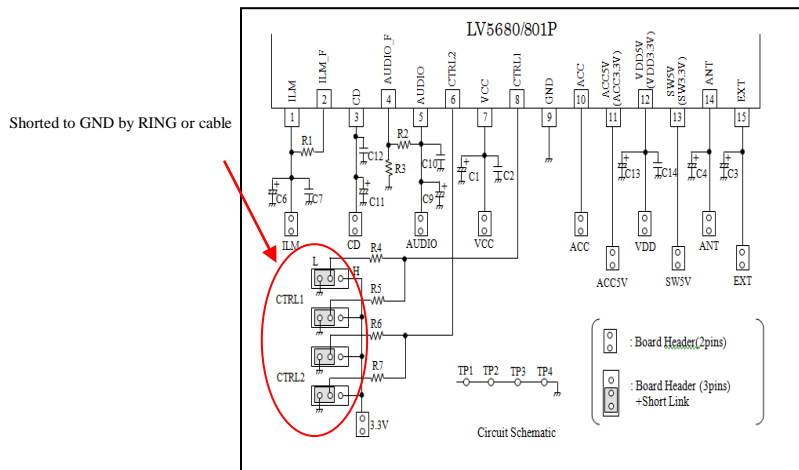 LV5680/801P
ILM
ILM_F
CD
AUDIO_F
AUDIO
CTRL2
VCC
CTRL1
GND
ACC
ACC5V
(ACC3.3V)
VDD5V
(VDD3.3V)
SW5V
(SW3.3V)
ANT
EXT
1 2 3 4 5 6 7 8 9 10 11 12 13 14 15
Shorted to GND by RING or cable
R1
R2
R3
C12
C10
C1
C2
C13
C14
C4
C3
C6
C7
C11
C9
ILM
CD
AUDIO
VCC
ACC
VDD
ANT
ACC5V
SW5V
EXT
L
H
R4
CTRL1
R5
R6
CTRL2
R7
3.3V
TP1 TP2 TP3 TP4
Circuit Schematic
: Board Header(2pins)
: Board Header (3pins)
+Short Link